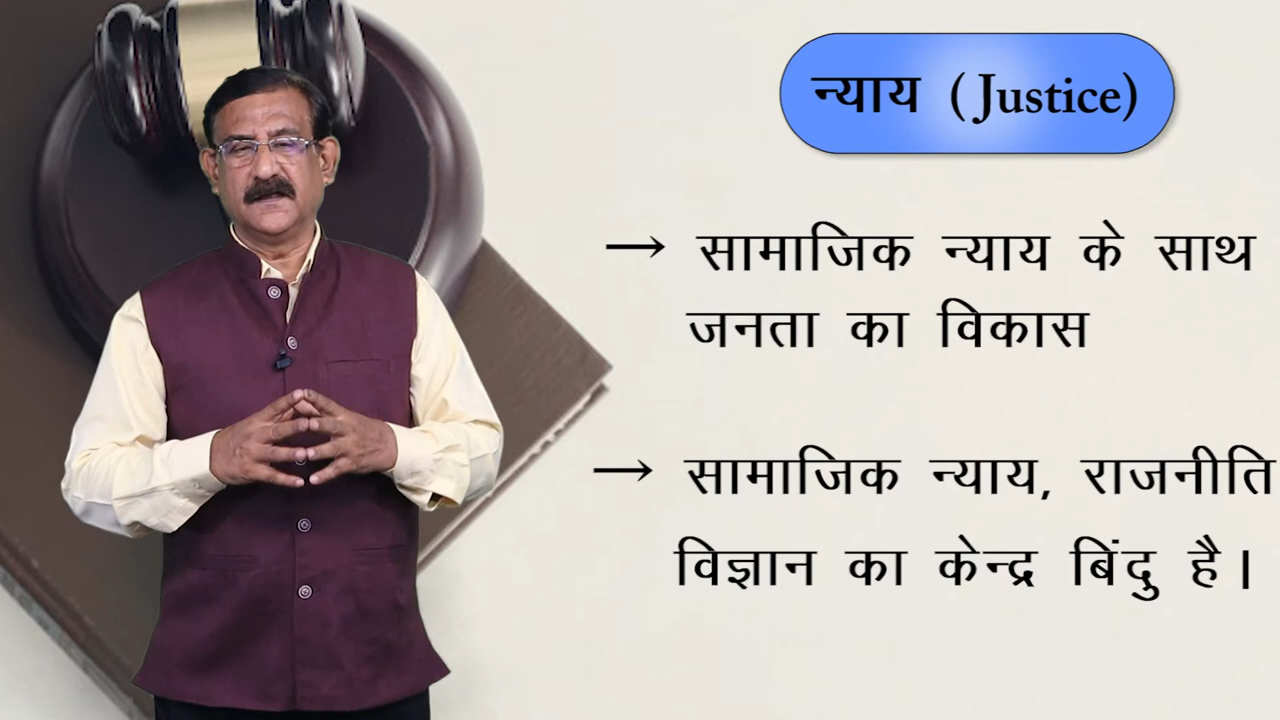 न्याय (Justice)
→ सामाजिक न्याय के साथ
जनता का विकास
→ सामाजिक न्याय, राजनीति
विज्ञान का केन्द्र बिंदु है।